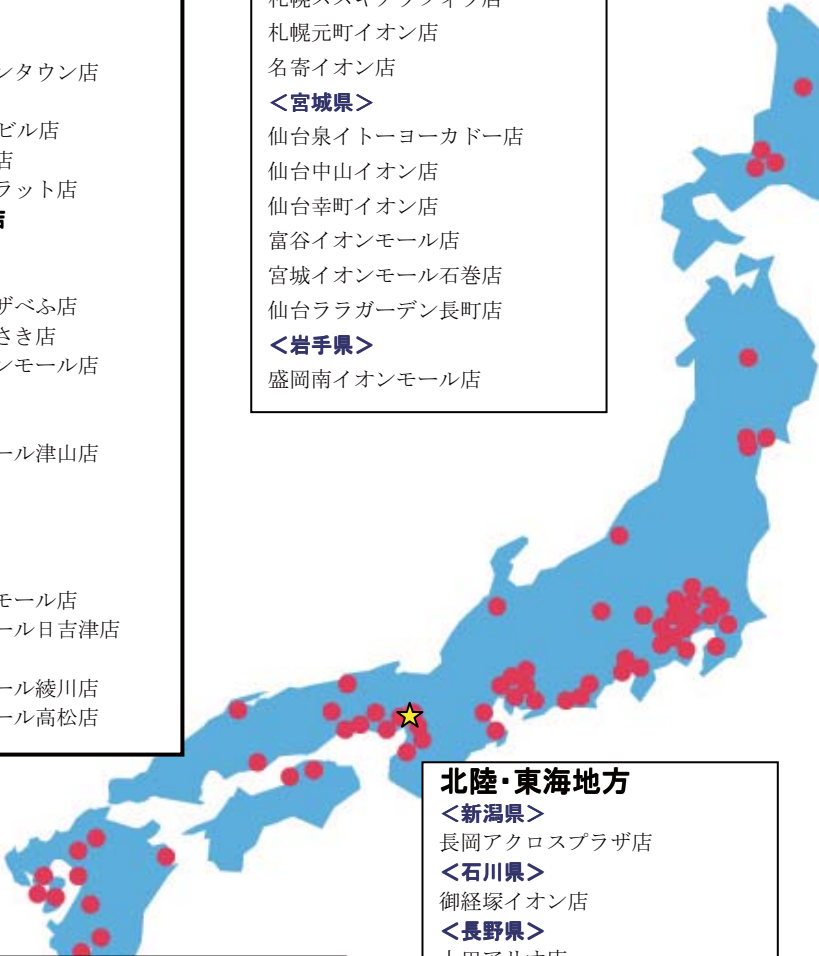 ンタウン店
ビル店
店
ラット店
ザべふ店
さき店
ンモール店
ール津山店
モール店
ール日吉津店
ール綾川店
ール高松店
札幌元町イオン店
名寄イオン店
＜宮城県＞
仙台泉イトーヨーカドー店
仙台中山イオン店
仙台幸町イオン店
富谷イオンモール店
宮城イオンモール石巻店
仙台ララガーデン長町店
＜岩手県＞
盛岡南イオンモール店
北陸・東海地方
＜新潟県＞
長岡アクロスプラザ店
＜石川県＞
御経塚イオン店
＜長野県＞